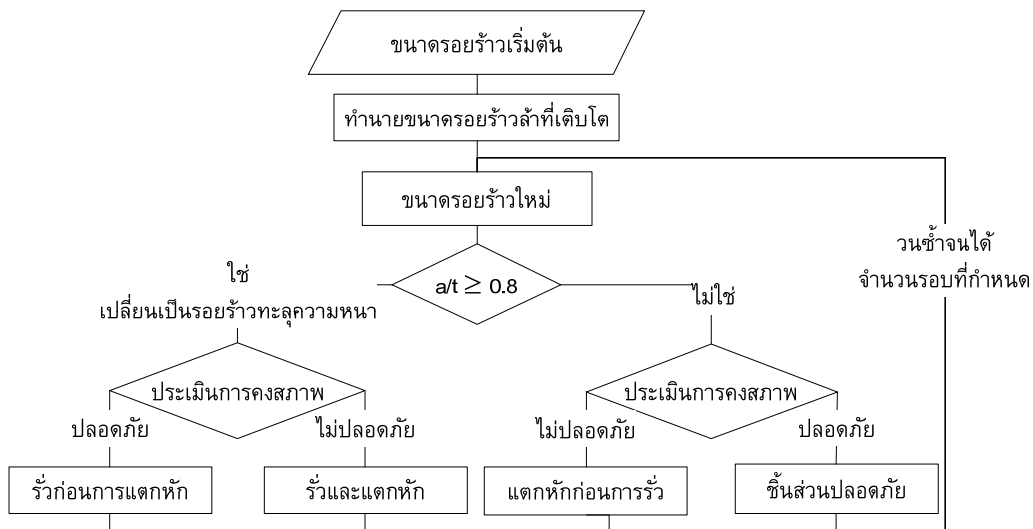 ขนาดรอยร้าวเริ่มต้น
ทำนายขนาดรอยร้าวล้าที่เติบโต
ขนาดรอยร้าวใหม่
วนซ้ำจนได้
จำนวนรอบที่กำหนด
a/t ≥ 0.8
ใช่
เปลี่ยนเป็นรอยร้าวทะลุความหนา
ไม่ใช่
ประเมินการคงสภาพ
ประเมินการคงสภาพ
ปลอดภัย
ไม่ปลอดภัย
ไม่ปลอดภัย
ปลอดภัย
รั่วก่อนการแตกหัก
รั่วและแตกหัก
แตกหักก่อนการรั่ว
ชิ้นส่วนปลอดภัย